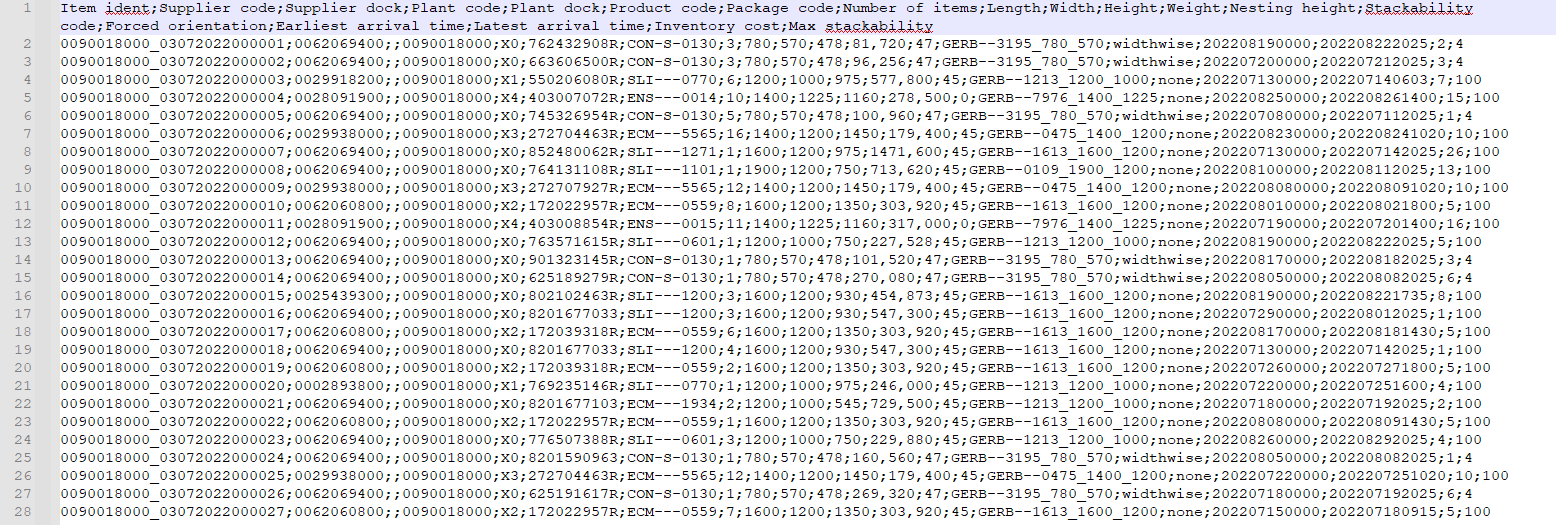 1 Item ident;Supplier code;Supplier dock;Plant code;Plant dock;Product code;Package code;Number of items;Length;Width;Height;Weight;Nesting height;Stackability
code;Forced orientation;Earliest arrival time;Latest arrival time;Inventory cost;Max stackability
2 0090018000_03072022000001;0062069400;;0090018000;X0;762432908R;CON-S-0130;3;780;570;478;81,720;47;GERB--3195_780_570;widthwise;202208190000;202208222025;2;4
3 0090018000_03072022000002;0062069400;;0090018000;X0;663606500R;CON-S-0130;6;780;570;478;96,256;47;GERB--3195_780_570;widthwise;202207200000;202207212025;3;4
4 0090018000_03072022000003;0029918200;;0090018000;X1;550206080R;SLI---0770;6;1200;1000;975;577,800;45;GERB--1213_1200_1000;none;202207130000;202207140603;7;100
5 0090018000_03072022000004;0028091900;;0090018000;X4;403007072R;ENS---0014;10;1400;1225;1160;278,500;0;GERB--7976_1400_1225;none;202208250000;202208261400;15;100
6 0090018000_03072022000005;0062069400;;0090018000;X0;745326954R;CON-S-0130;5;780;570;478;100,960;47;GERB--3195_780_570;widthwise;202207080000;202207112025;1;4
7 0090018000_03072022000006;0029938000;;0090018000;X3;272704463R;ECM---5565;16;1400;1200;1450;179,400;45;GERB--0475_1400_1200;none;202208230000;202208241020;10;100
8 0090018000_03072022000007;0062069400;;0090018000;X0;852480062R;SLI---1271;1;1600;1200;975;1471,600;45;GERB--1613_1600_1200;none;202207130000;202207142025;26;100
9 0090018000_03072022000008;0062069400;;0090018000;X0;764131108R;SLI---1101;1;1900;1200;750;713,620;45;GERB--0109_1900_1200;none;202208100000;202208112025;13;100
10 0090018000_03072022000009;0029938000;;0090018000;X3;272707927R;ECM---5565;12;1400;1200;1450;179,400;45;GERB--0475_1400_1200;none;202208080000;202208091020;10;100
11 0090018000_03072022000010;0062060800;;0090018000;X2;172022957R;ECM---0559;8;1600;1200;1350;303,920;45;GERB--1613_1600_1200;none;202208010000;202208021800;5;100
12 0090018000_03072022000011;0028091900;;0090018000;X4;403008854R;ENS---0015;11;1400;1225;1160;317,000;0;GERB--7976_1400_1225;none;202207190000;202207201400;16;100
13 0090018000_03072022000012;0062069400;;0090018000;X0;763571615R;SLI---0601;1;1200;1000;750;227,528;45;GERB--1213_1200_1000;none;202208190000;202208222025;5;100
14 0090018000_03072022000013;0062069400;;0090018000;X0;901323145R;CON-S-0130;1;780;570;478;101,520;47;GERB--3195_780_570;widthwise;202208170000;202208182025;3;4
15 0090018000_03072022000014;0062069400;;0090018000;X0;625189279R;CON-S-0130;1;780;570;478;270,080;47;GERB--3195_780_570;widthwise;202208050000;202208082025;6;4
16 0090018000_03072022000015;0025439300;;0090018000;X0;802102463R;SLI---1200;3;1600;1200;930;454,873;45;GERB--1613_1600_1200;none;202208190000;202208221735;8;100
17 0090018000_03072022000016;0062069400;;0090018000;X0;8201677033;SLI---1200;3;1600;1200;930;547,300;45;GERB--1613_1600_1200;none;202207290000;202208012025;1;100
18 0090018000_03072022000017;0062060800;;0090018000;X2;172039318R;ECM---0559;6;1600;1200;1350;303,920;45;GERB--1613_1600_1200;none;202208170000;202208181430;5;100
19 0090018000_03072022000018;0062069400;;0090018000;X0;8201677033;SLI---1200;4;1600;1200;930;547,300;45;GERB--1613_1600_1200;none;202207130000;202207142025;1;100
20 0090018000_03072022000019;0062060800;;0090018000;X2;172039318R;ECM---0559;2;1600;1200;1350;303,920;45;GERB--1613_1600_1200;none;202207260000;202207271800;5;100
21 0090018000_03072022000020;0002893800;;0090018000;X1;769235146R;SLI---0770;1;1200;1000;975;246,000;45;GERB--1213_1200_1000;none;202207220000;202207251600;4;100
22 0090018000_03072022000021;0062069400;;0090018000;X0;8201677103;ECM---1934;2;1200;1000;545;729,500;45;GERB--1213_1200_1000;none;202207180000;202207192025;2;100
23 0090018000_03072022000022;0062060800;;0090018000;X2;172022957R;ECM---0559;1;1600;1200;1350;303,920;45;GERB--1613_1600_1200;none;202208080000;202208091430;5;100
24 0090018000_03072022000023;0062069400;;0090018000;X0;776507388R;SLI---0601;3;1200;1000;750;229,880;45;GERB--1213_1200_1000;none;202208260000;202208292025;4;100
25 0090018000_03072022000024;0062069400;;0090018000;X0;8201590963;CON-S-0130;1;780;570;478;160,560;47;GERB--3195_780_570;widthwise;202208050000;202208082025;1;4
26 0090018000_03072022000025;0029938000;;0090018000;X3;272704463R;ECM---5565;12;1400;1200;1450;179,400;45;GERB--0475_1400_1200;none;202207220000;202207251020;10;100
27 0090018000_03072022000026;0062069400;;0090018000;X0;625191617R;CON-S-0130;1;780;570;478;269,320;47;GERB--3195_780_570;widthwise;202207180000;202207192025;6;4
28 0090018000_03072022000027;0062060800;;0090018000;X2;172022957R;ECM---0559;7;1600;1200;1350;303,920;45;GERB--1613_1600_1200;none;202207150000;202207180915;5;100